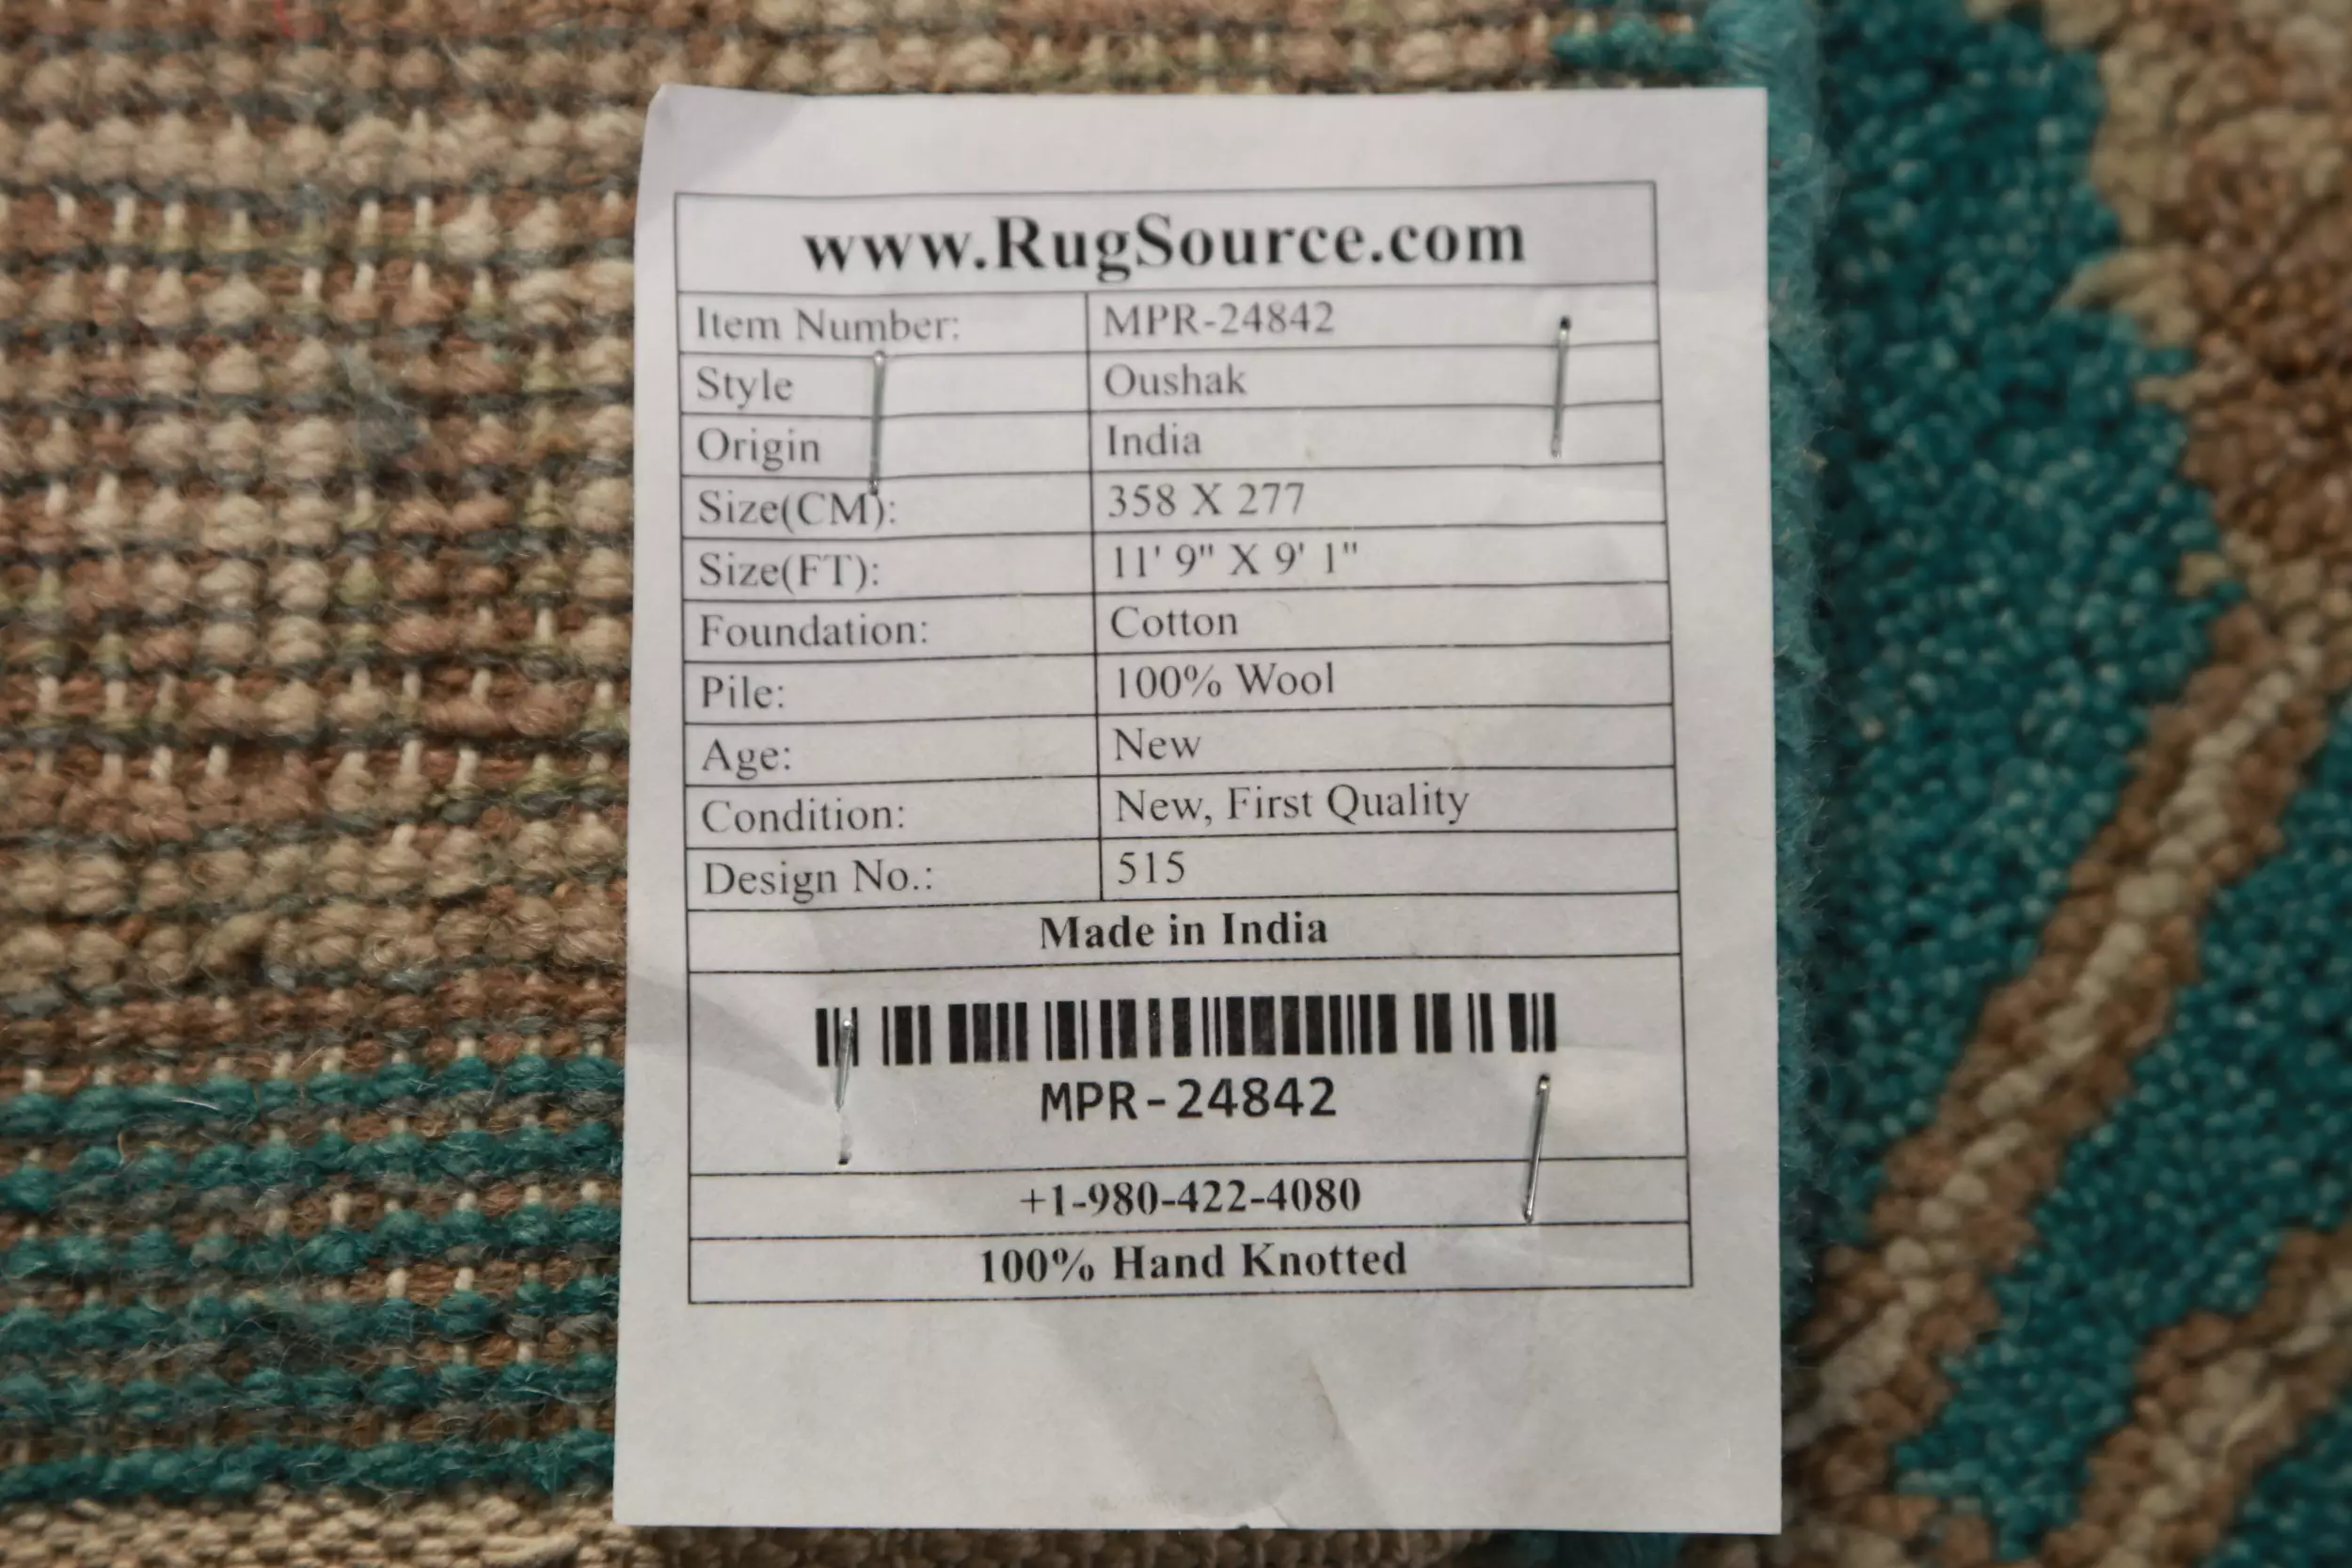 www.RugSource.com
Item Number: MPR-24842
Style Oushak
Origin India
Size(CM): 358 X 277
Size(FT): 11' 9" X 9' 1"
Foundation: Cotton
Pile: 100% Wool
Age: New
Condition: New, First Quality
Design No.: 515
Made in India
MPR-24842
+1-980-422-4080
100% Hand Knotted